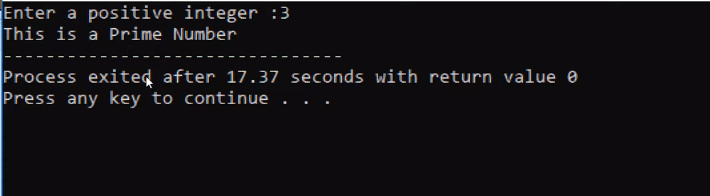 Enter a positive integer :3
This is a Prime Number
--------------------------------
Process exited after 17.37 seconds with return value 0
Press any key to continue . . .